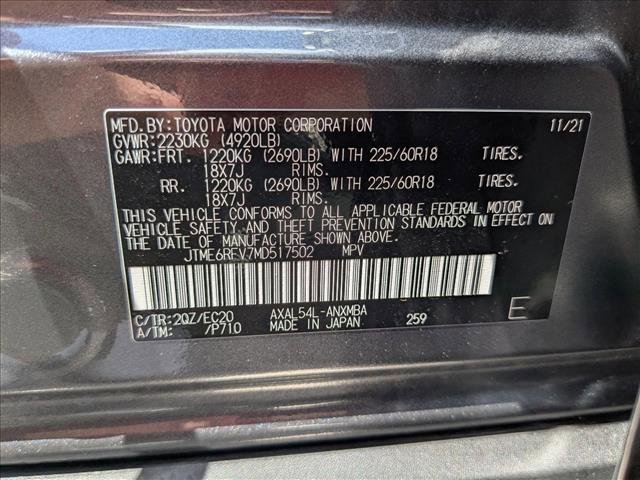 MFD.BY:TOYOTA MOTOR CORPORATION 11/21
GVWR:2230KG (4920LB)
GAWR:FRT. 1220KG (2690LB) WITH 225/60R18 TIRES.
18X7J RIMS.
RR. 1220KG (2690LB) WITH 225/60R18 TIRES.
18X7J RIMS.
THIS VEHICLE CONFORMS TO ALL APPLICABLE FEDERAL MOTOR
VEHICLE SAFETY AND THEFT PREVENTION STANDARDS IN EFFECT ON
THE DATE OF MANUFACTURE SHOWN ABOVE.
JTME6RFV7MD517502 MPV
C/TR:2QZ/EC20 AXAL54L-ANXMBA
A/TM: /P710 MADE IN JAPAN 259 E